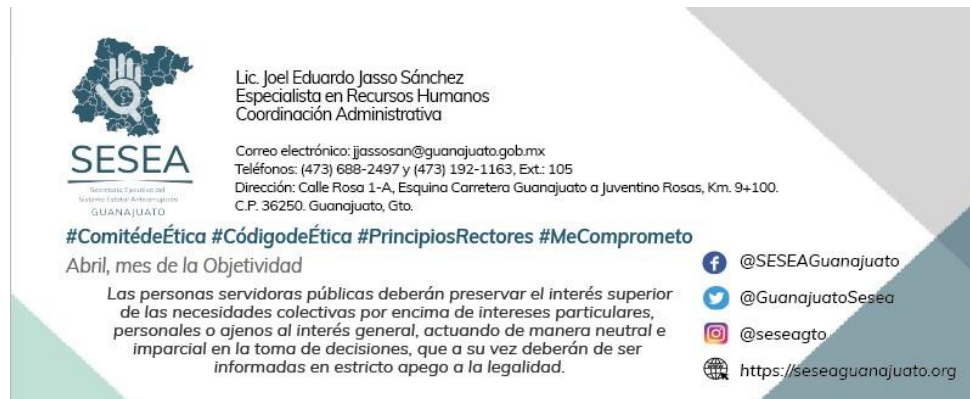 SESEA
Secretaría Ejecutiva del
Sistema Estatal Anticorrupción
GUANAJUATO
Lic. Joel Eduardo Jasso Sánchez
Especialista en Recursos Humanos
Coordinación Administrativa
Correo electrónico: jjassosan@guanajuato.gob.mx
Teléfonos: (473) 688-2497 y (473) 192-1163, Ext.: 105
Dirección: Calle Rosa 1-A, Esquina Carretera Guanajuato a Juventino Rosas, Km. 9+100.
C.P. 36250. Guanajuato, Gto.
#ComitédeÉtica #CódigodeÉtica #PrincipiosRectores #MeComprometo
Abril, mes de la Objetividad
Las personas servidoras públicas deberán preservar el interés superior
de las necesidades colectivas por encima de intereses particulares,
personales o ajenos al interés general, actuando de manera neutral e
imparcial en la toma de decisiones, que a su vez deberán de ser
informadas en estricto apego a la legalidad.
@SESEAGuanajuato
@GuanajuatoSesea
@seseagto
https://seseaguanajuato.org